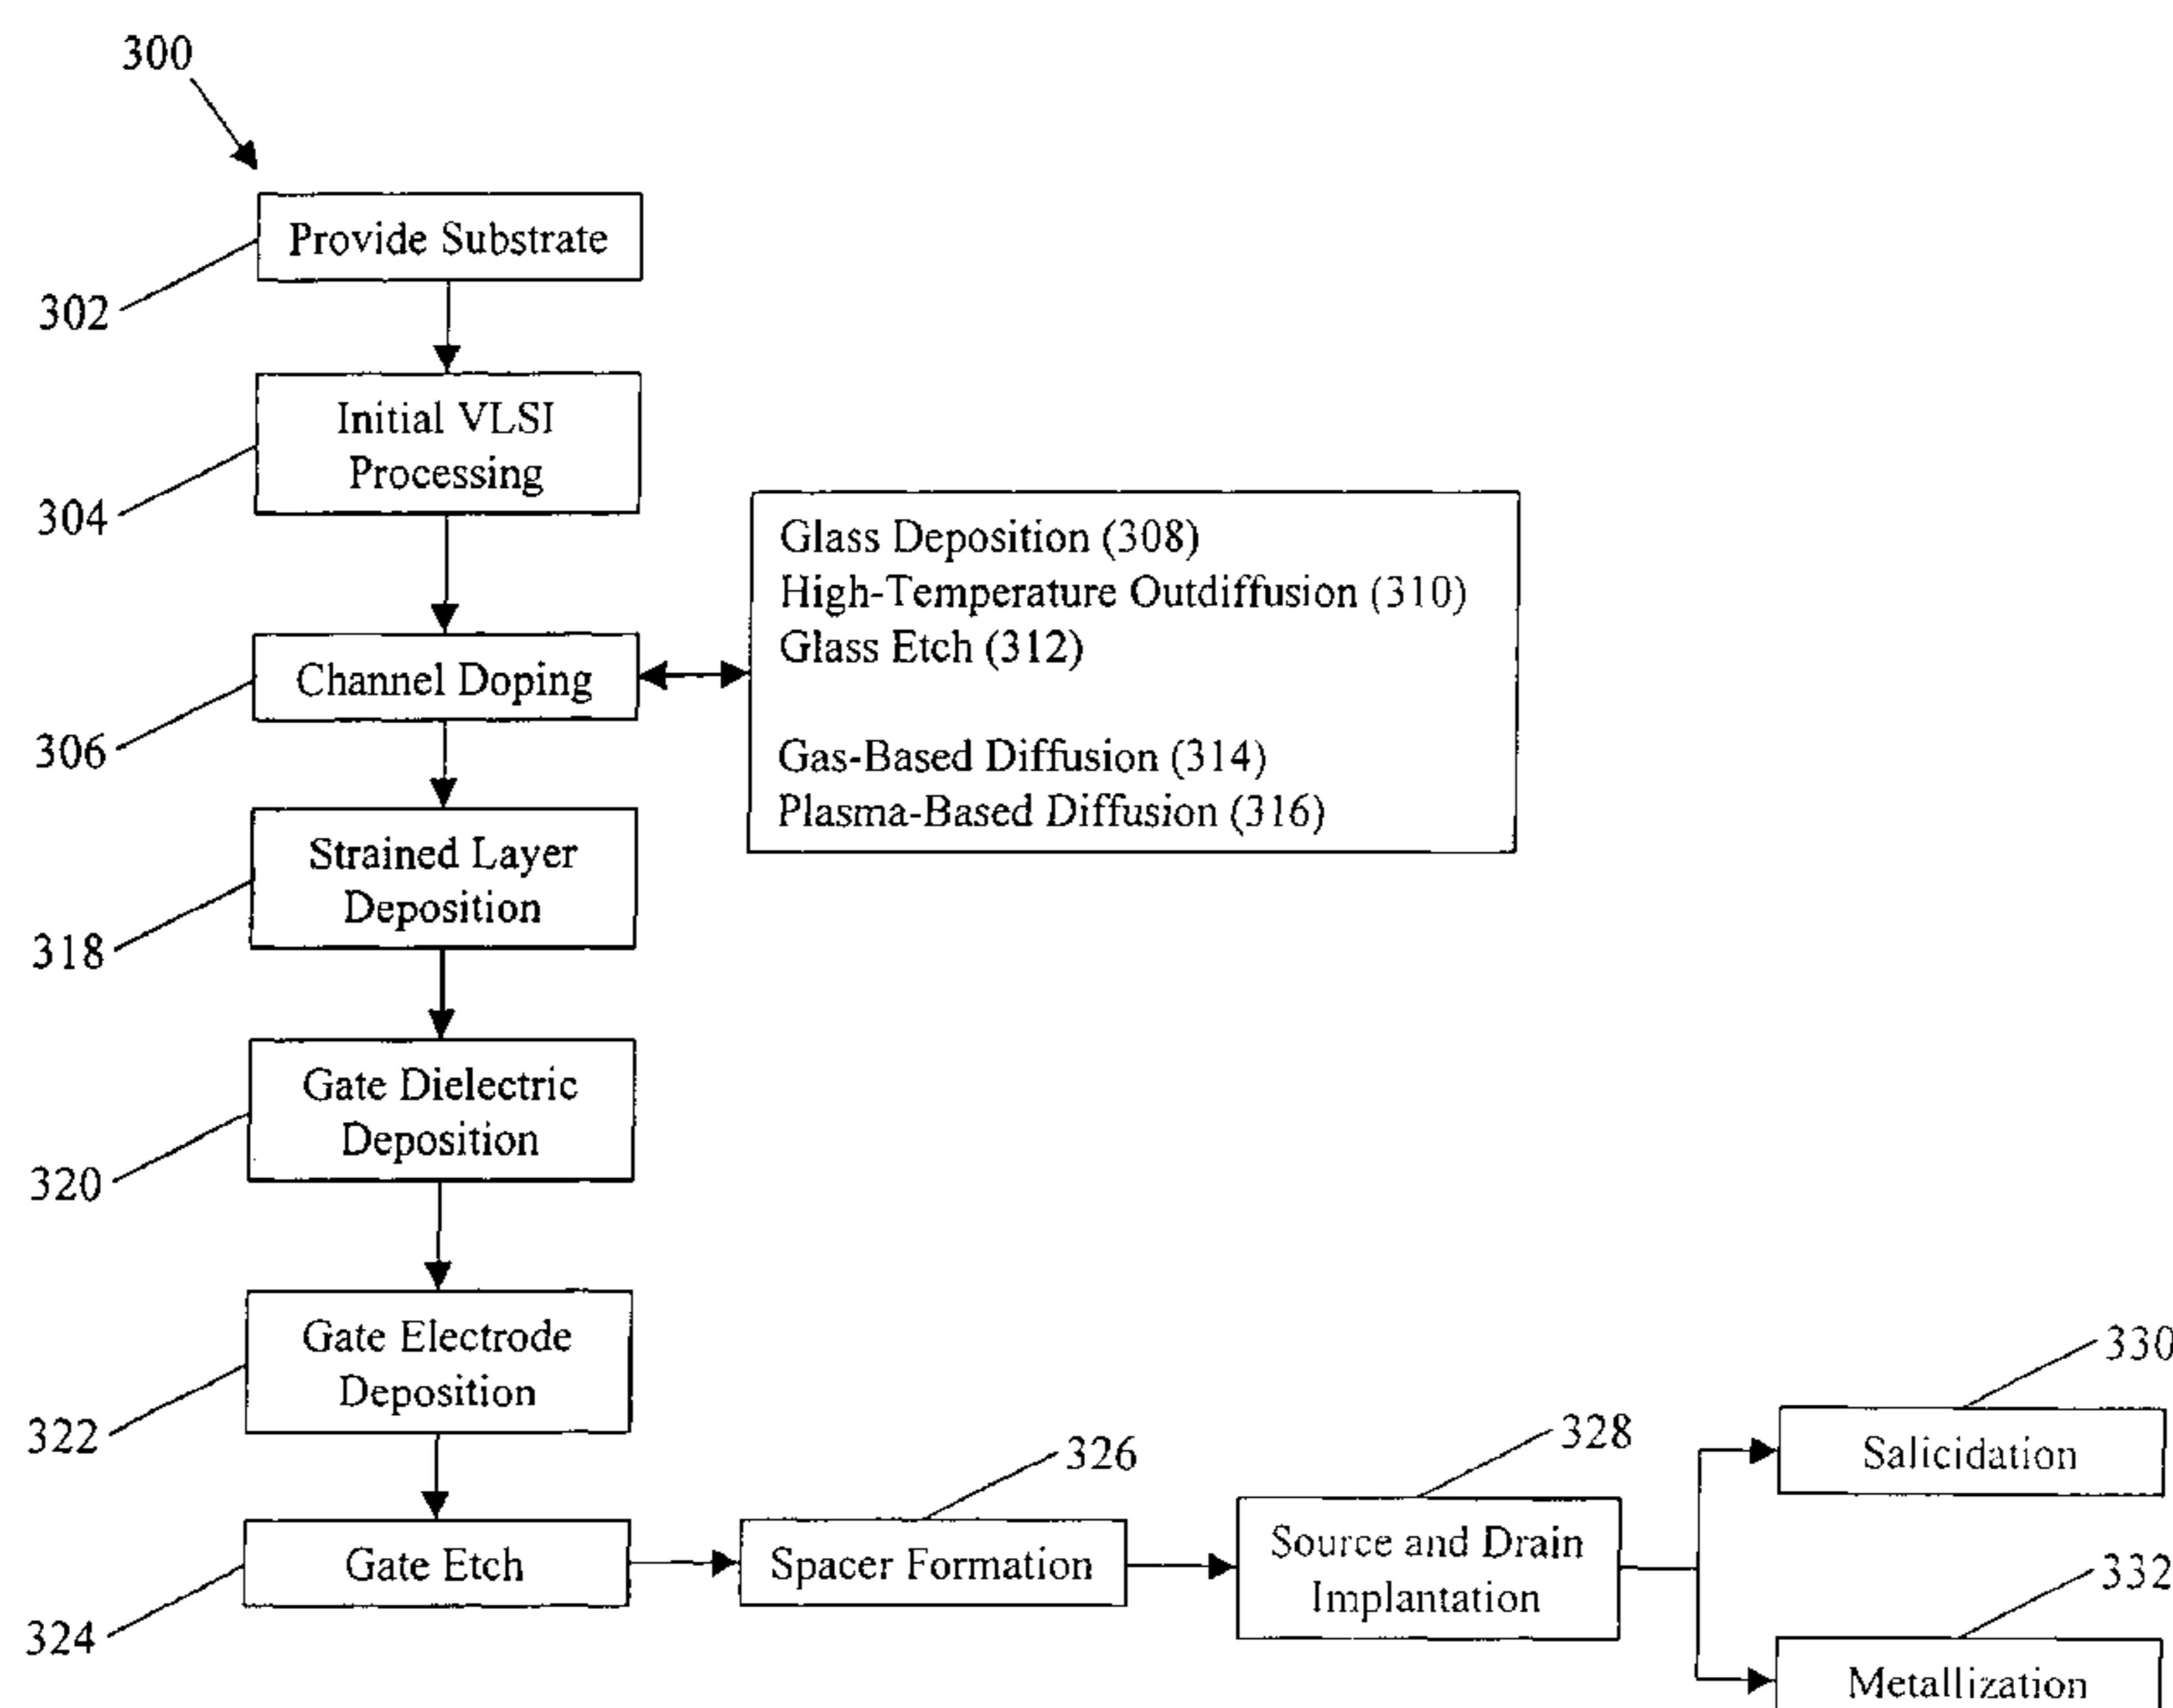 300
Provide Substrate
302
Initial VLSI
Processing
304
Channel Doping
306
Glass Deposition (308)
High-Temperature Outdiffusion (310)
Glass Etch (312)
Gas-Based Diffusion (314)
Plasma-Based Diffusion (316)
Strained Layer
Deposition
318
Gate Dielectric
Deposition
320
Gate Electrode
Deposition
322
Gate Etch
324
Spacer Formation
326
Source and Drain
Implantation
328
Salicidation
330
Metallization
332